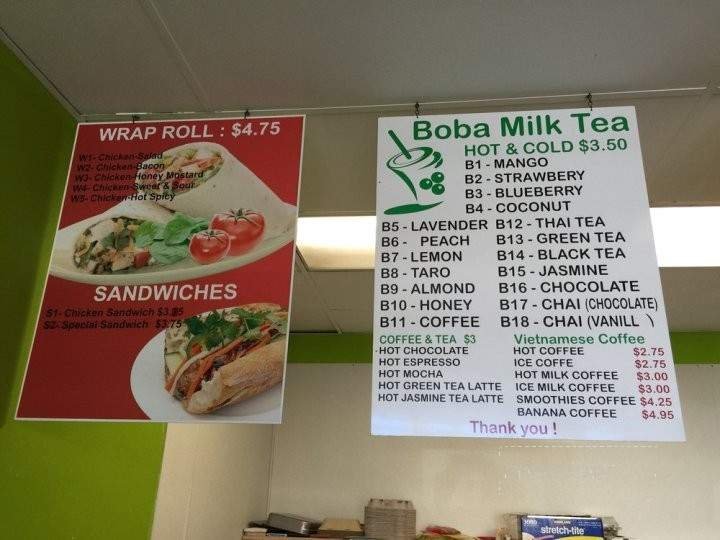 WRAP ROLL : $4.75
W1- Chicken-Salad
W2- Chicken-Bacon
W3- Chicken-Honey Mostard
W4- Chicken-Sweet & Sour
W5- Chicken-Hot Spicy
SANDWICHES
S1- Chicken Sandwich
S2- Special Sandwich $3.75
Boba Milk Tea
HOT & COLD $3.50
B1 - MANGO
B2 - STRAWBERY
B3 - BLUEBERRY
B4 - COCONUT
B5 - LAVENDER
B6 - PEACH
B7 - LEMON
B8 - TARO
B9 - ALMOND
B10 - HONEY
B11 - COFFEE
B12 - THAI TEA
B13 - GREEN TEA
B14 - BLACK TEA
B15 - JASMINE
B16 - CHOCOLATE
B17 - CHAI (CHOCOLATE)
B18 - CHAI (VANILL )
COFFEE & TEA $3
HOT CHOCOLATE
HOT ESPRESSO
HOT MOCHA
HOT GREEN TEA LATTE
HOT JASMINE TEA LATTE
Vietnamese Coffee
HOT COFFEE $2.75
ICE COFFE $2.75
HOT MILK COFFEE $3.00
ICE MILK COFFEE $3.00
SMOOTHIES COFFEE $4.25
BANANA COFFEE $4.95
Thank you !
stretch-tite